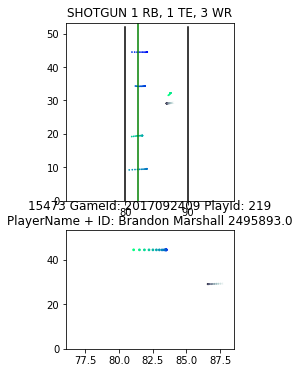 SHOTGUN 1 RB, 1 TE, 3 WR
50
40
30
20
10
0
80 90
15473 GameId: 2017092409 PlayId: 219
PlayerName + ID: Brandon Marshall 2495893.0
40
20
0
77.5 80.0 82.5 85.0 87.5